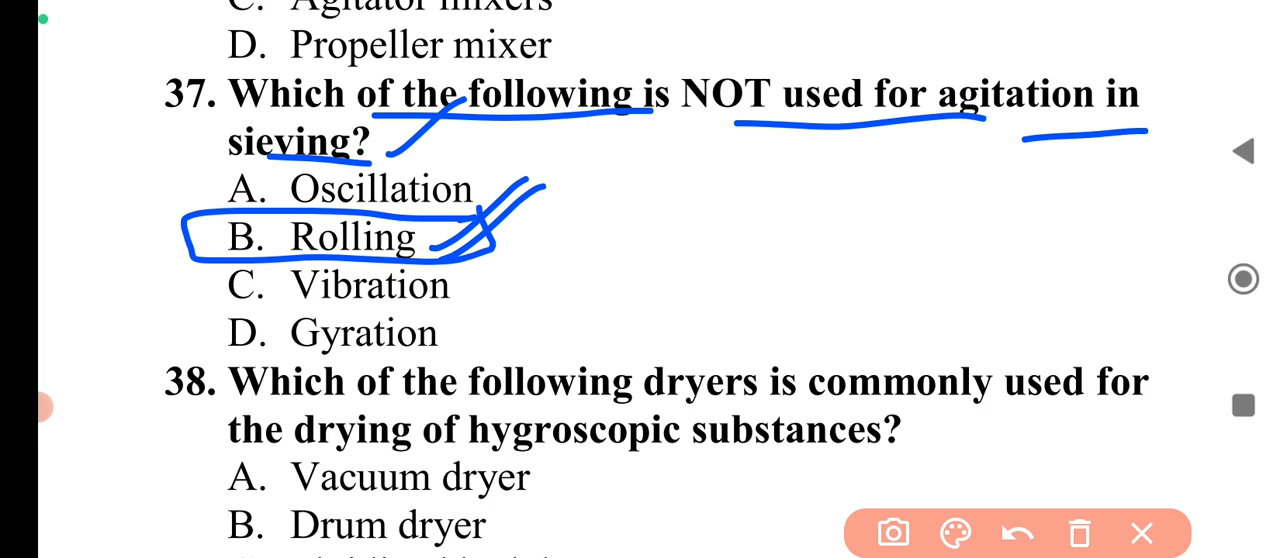 D. Propeller mixer
37. Which of the following is NOT used for agitation in
sieving?
A. Oscillation
B. Rolling
C. Vibration
D. Gyration
38. Which of the following dryers is commonly used for
the drying of hygroscopic substances?
A. Vacuum dryer
B. Drum dryer